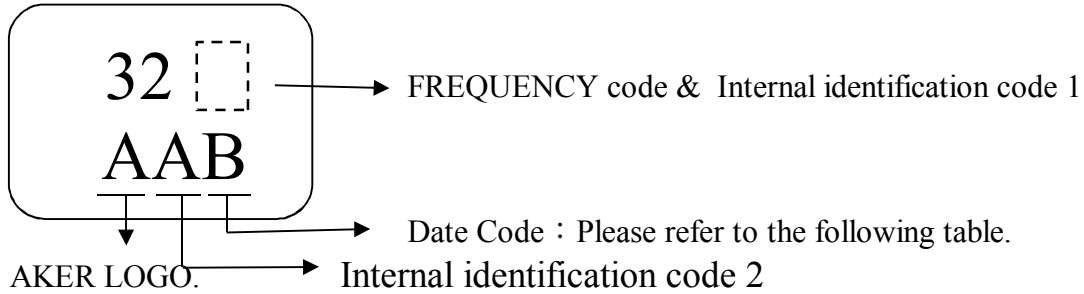 32
FREQUENCY code & Internal identification code 1
AAB
Date Code：Please refer to the following table.
AKER LOGO.
Internal identification code 2